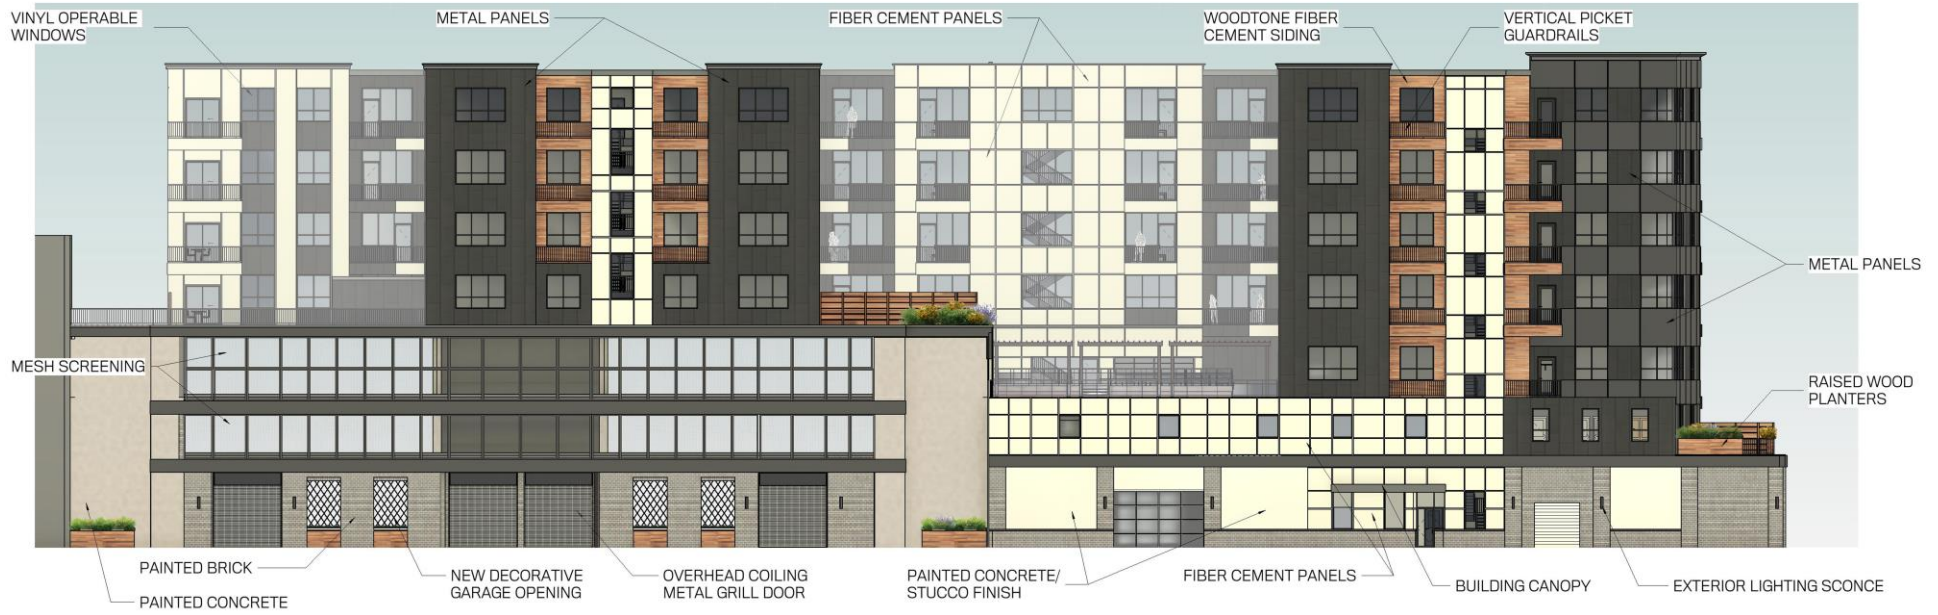 VINYL OPERABLE
WINDOWS
METAL PANELS
FIBER CEMENT PANELS
WOODTONE FIBER
CEMENT SIDING
VERTICAL PICKET
GUARDRAILS
METAL PANELS
MESH SCREENING
RAISED WOOD
PLANTERS
PAINTED BRICK
PAINTED CONCRETE
NEW DECORATIVE
GARAGE OPENING
OVERHEAD COILING
METAL GRILL DOOR
PAINTED CONCRETE/
STUCCO FINISH
FIBER CEMENT PANELS
BUILDING CANOPY
EXTERIOR LIGHTING SCONCE